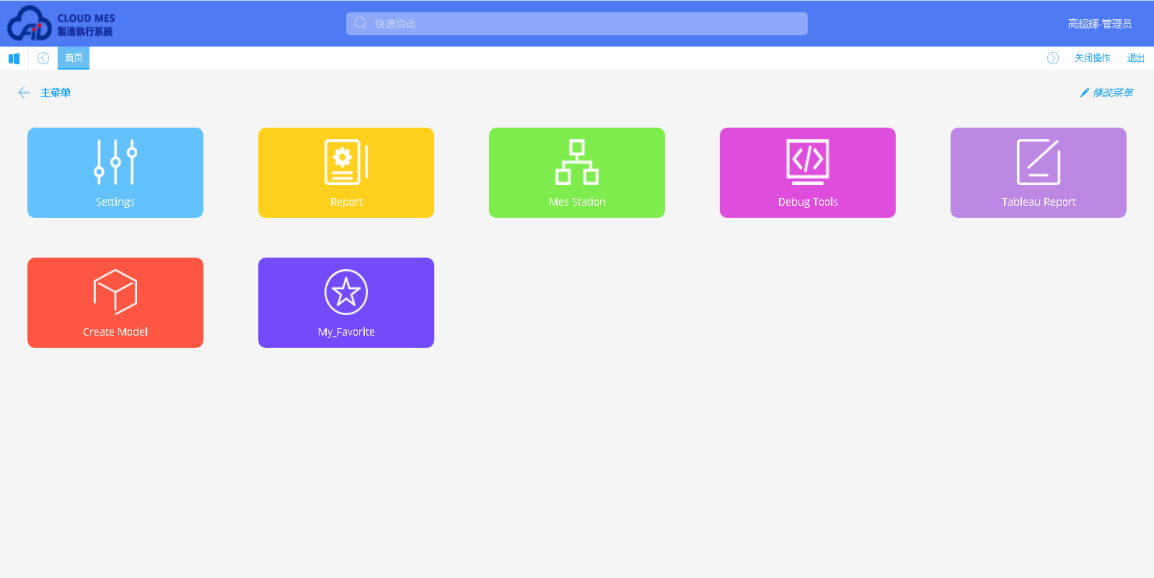 CLOUD MES
製造執行系統
快速启动
高超輝·管理员
首页
关闭操作
退出
主菜单
修改菜单
Settings
Report
Mes Station
Debug Tools
Tableau Report
Create Model
My_Favorite